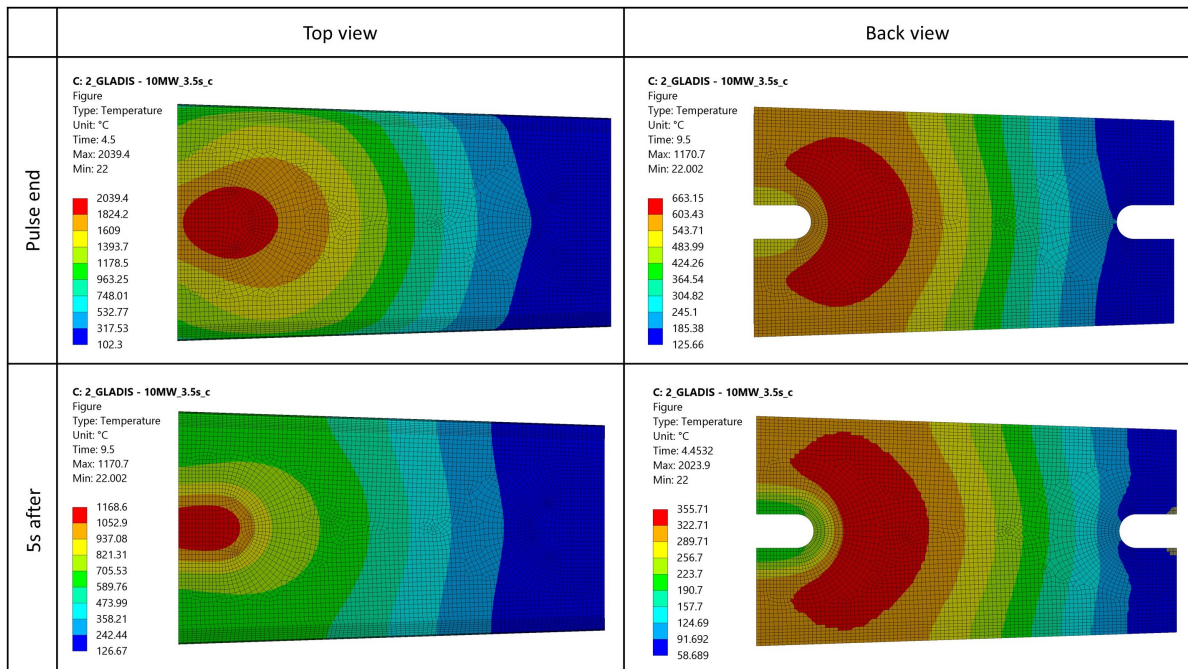 Top view
Back view
Pulse end
C: 2_GLADIS - 10MW_3.5s_c
Figure
Type: Temperature
Unit: °C
Time: 4.5
Max: 2039.4
Min: 22
2039.4
1824.2
1609
1393.7
1178.5
963.25
748.01
532.77
317.53
102.3
C: 2_GLADIS - 10MW_3.5s_c
Figure
Type: Temperature
Unit: °C
Time: 9.5
Max: 1170.7
Min: 22.002
663.15
603.43
543.71
483.99
424.26
364.54
304.82
245.1
185.38
125.66
5s after
C: 2_GLADIS - 10MW_3.5s_c
Figure
Type: Temperature
Unit: °C
Time: 9.5
Max: 1170.7
Min: 22.002
1168.6
1052.9
937.08
821.31
705.53
589.76
473.99
358.21
242.44
126.67
C: 2_GLADIS - 10MW_3.5s_c
Figure
Type: Temperature
Unit: °C
Time: 4.4532
Max: 2023.9
Min: 22
355.71
322.71
289.71
256.7
223.7
190.7
157.7
124.69
91.692
58.689